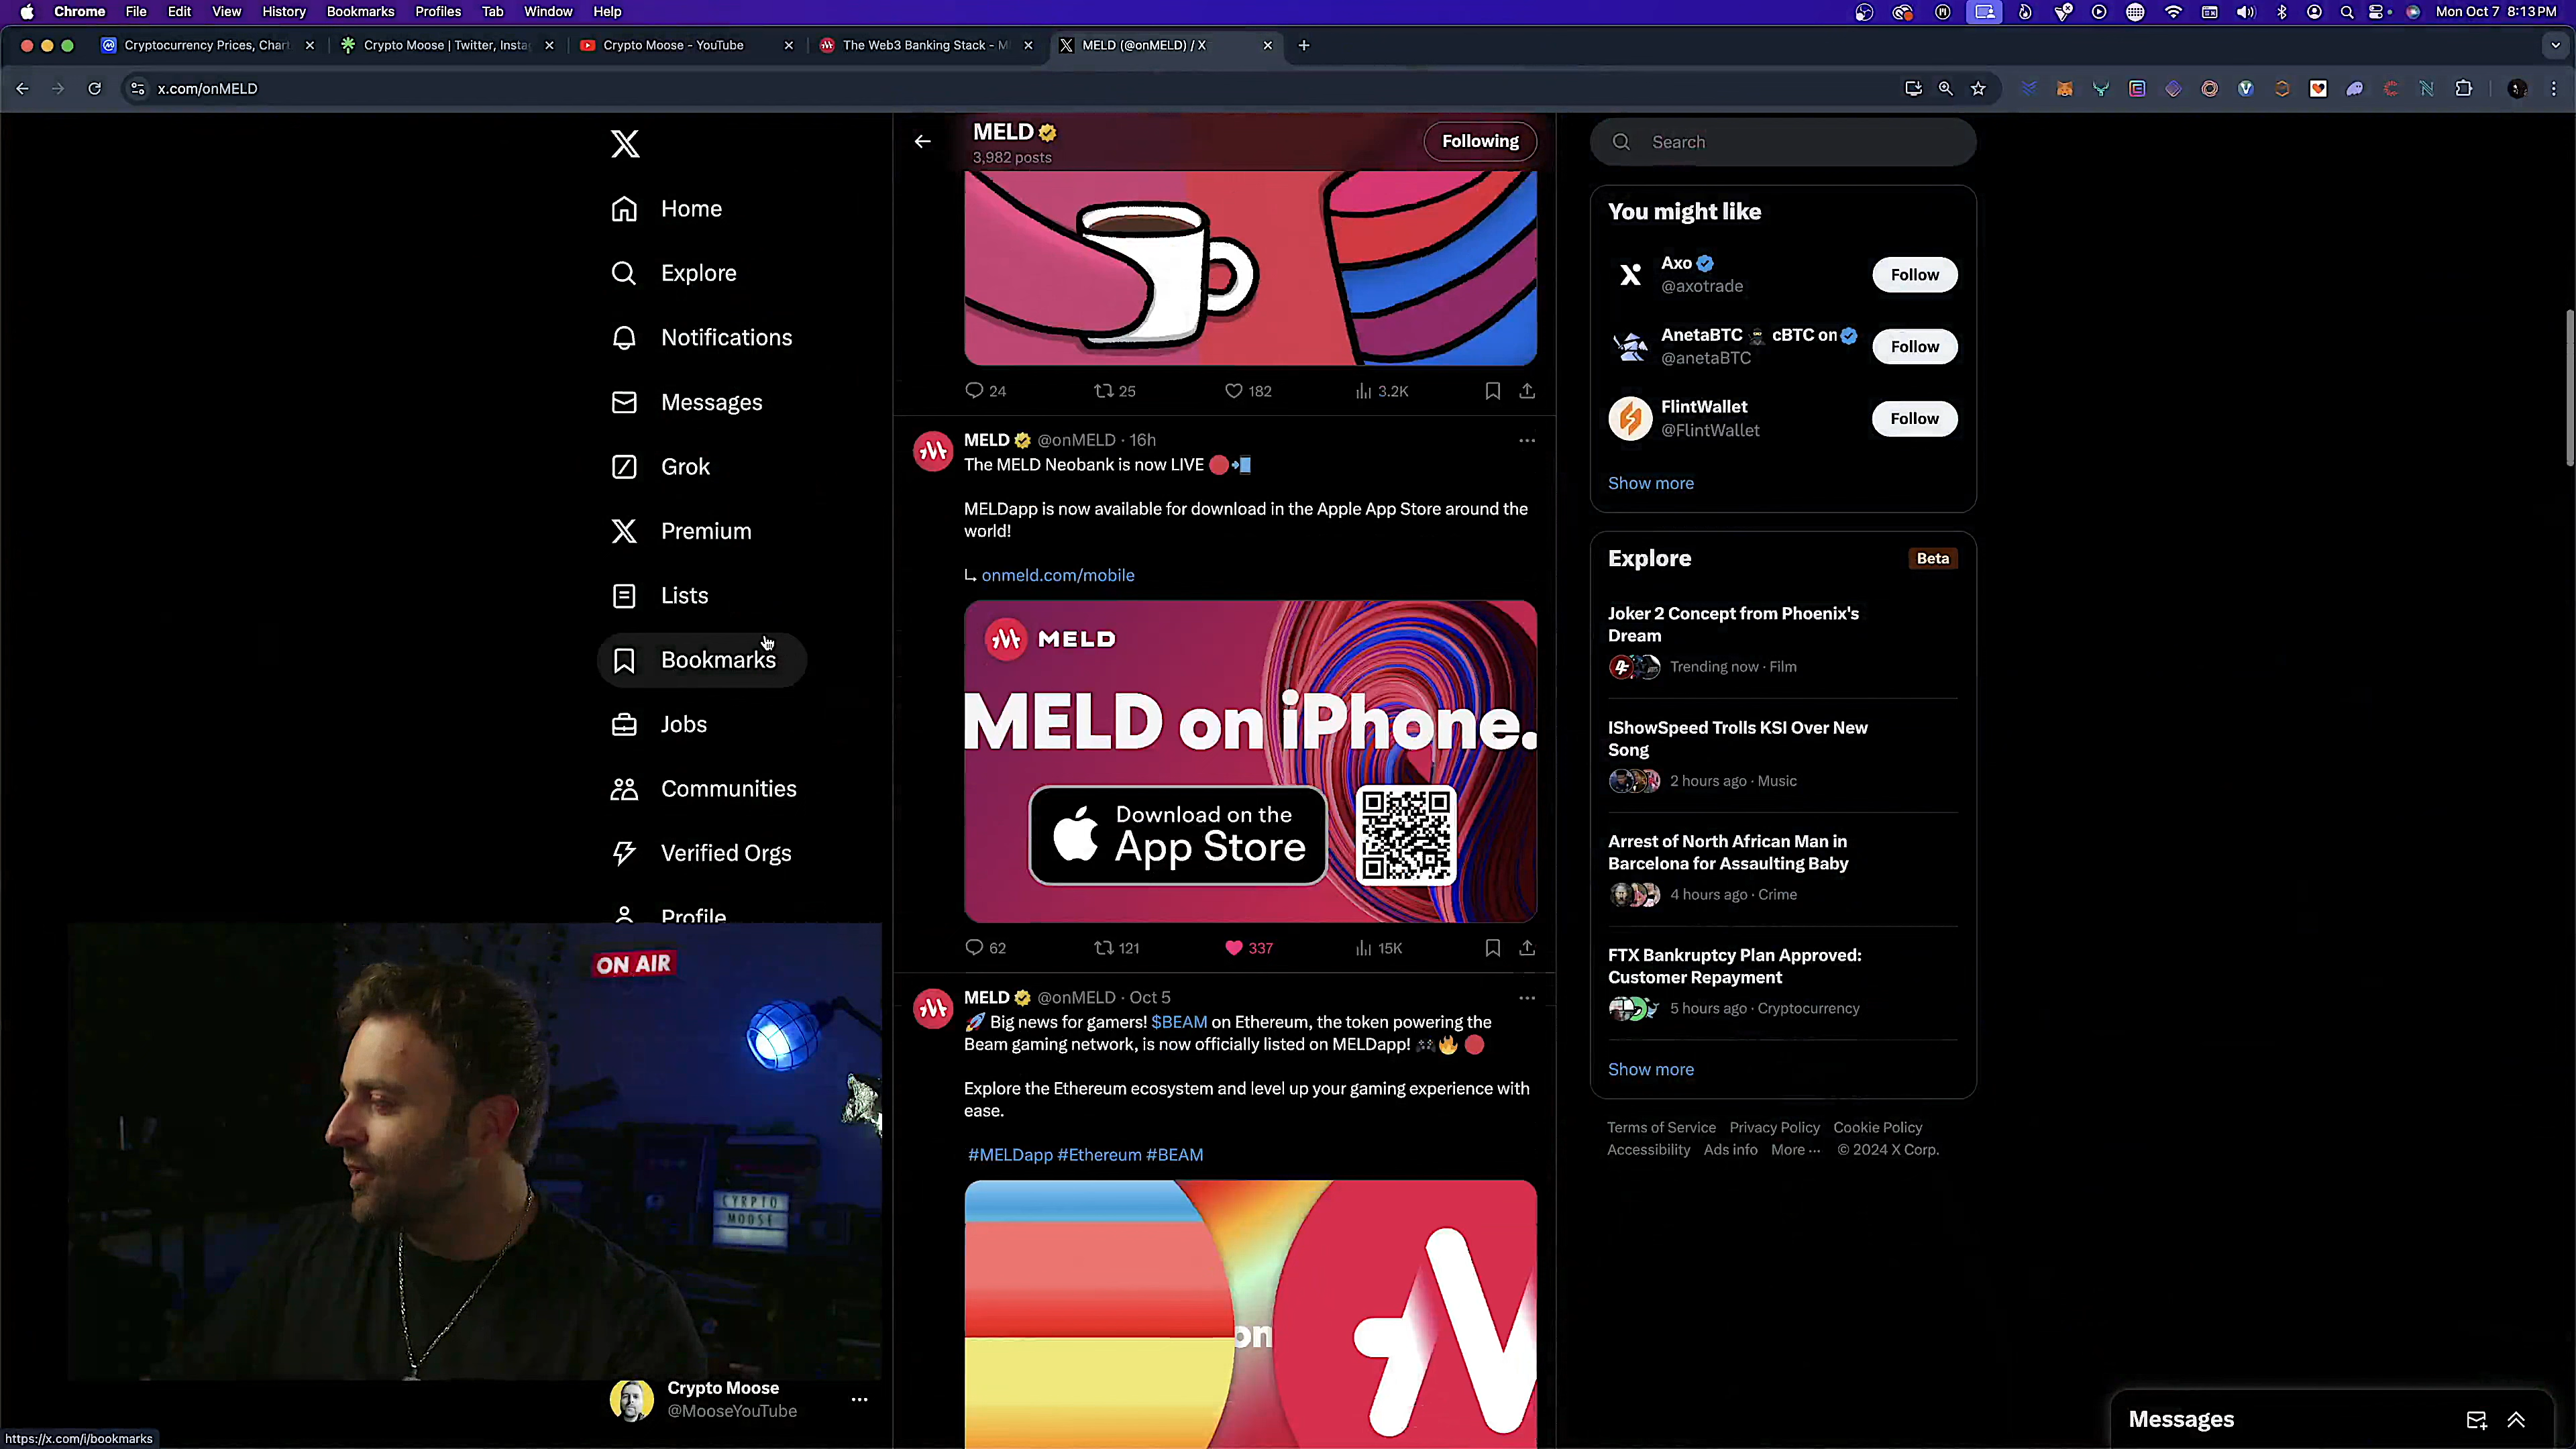 Chrome File Edit View History Bookmarks Profiles Tab Window Help
Mon Oct 7 8:13 PM
Cryptocurrency Prices, Chart
Crypto Moose | Twitter, Insta
Crypto Moose - YouTube
The Web3 Banking Stack - M
MELD (@onMELD) / X
x.com/onMELD
Home
Explore
Notifications
Messages
Grok
Premium
Lists
Bookmarks
Jobs
Communities
Verified Orgs
Profile
ON AIR
CYRPTO
MOOSE
Crypto Moose
@MooseYouTube
https://x.com/i/bookmarks
MELD
3,982 posts
Following
24 25 182 3.2K
MELD @onMELD · 16h
The MELD Neobank is now LIVE 🔴📲
MELDapp is now available for download in the Apple App Store around the
world!
↳ onmeld.com/mobile
MELD
MELD on iPhone.
Download on the
App Store
62 121 337 15K
MELD @onMELD · Oct 5
🚀 Big news for gamers! $BEAM on Ethereum, the token powering the
Beam gaming network, is now officially listed on MELDapp! 🎮🔥 🔴
Explore the Ethereum ecosystem and level up your gaming experience with
ease.
#MELDapp #Ethereum #BEAM
on
Search
You might like
Axo
@axotrade
Follow
AnetaBTC 🥷 cBTC on
@anetaBTC
Follow
FlintWallet
@FlintWallet
Follow
Show more
Explore
Beta
Joker 2 Concept from Phoenix's
Dream
Trending now · Film
IShowSpeed Trolls KSI Over New
Song
2 hours ago · Music
Arrest of North African Man in
Barcelona for Assaulting Baby
4 hours ago · Crime
FTX Bankruptcy Plan Approved:
Customer Repayment
5 hours ago · Cryptocurrency
Show more
Terms of Service Privacy Policy Cookie Policy
Accessibility Ads info More ··· © 2024 X Corp.
Messages